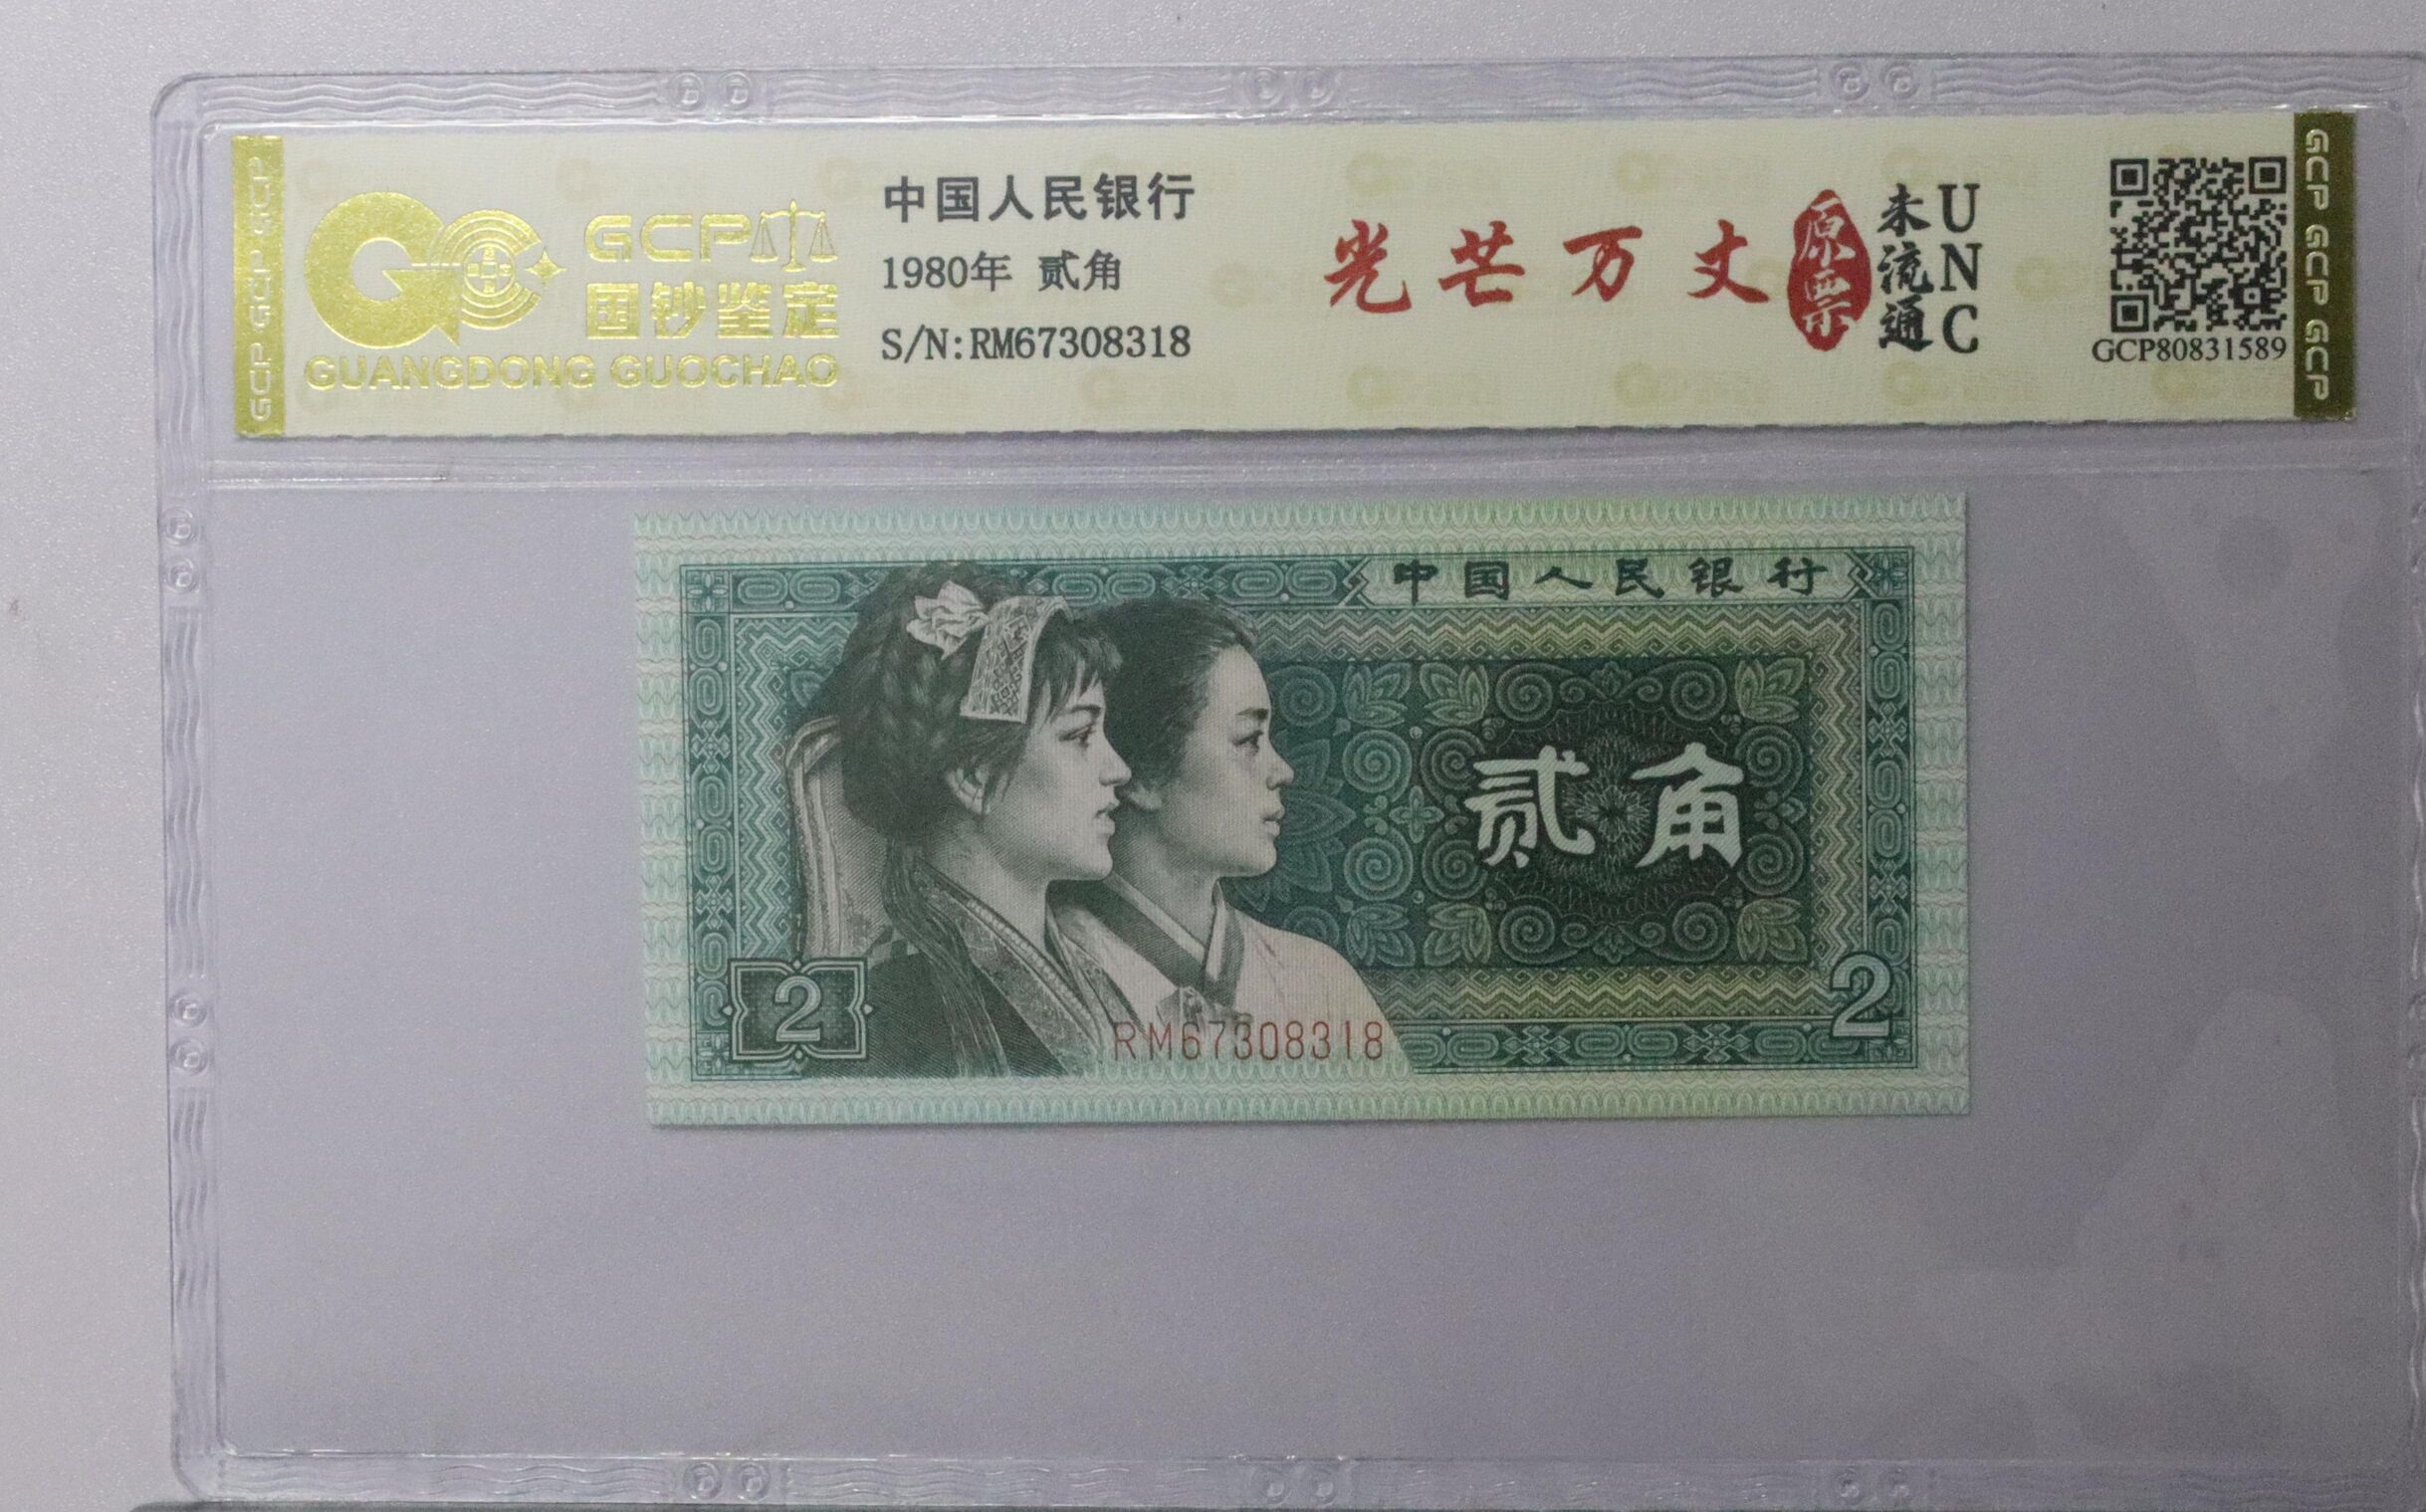 GCP GCP GCP
GCP
国钞鉴定
GUANGDONG GUOCHAO
中国人民银行
1980年 贰角
S/N:RM67308318
光芒万丈
原票
未流通
UNC
GCP80831589
GCP GCP GCP
中国人民银行
贰角
2
2
RM67308318